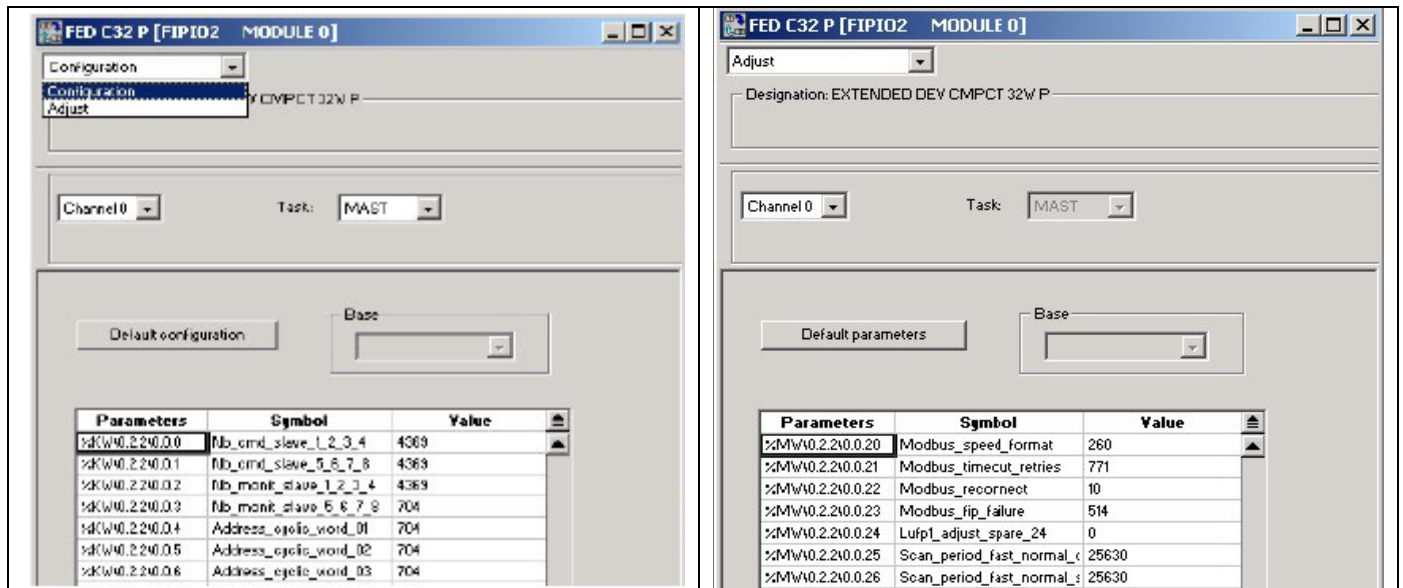 FED C32 P [FIPIO2 MODULE 0]
Configuration
Configuration
Adjust
V CMPCT 32W P
Channel 0
Task:
MAST
Default configuration
Base
Parameters Symbol Value
%KW\0.2.2\0.0.0 Nb_cmd_slave_1_2_3_4 4369
%KW\0.2.2\0.0.1 Nb_cmd_slave_5_6_7_8 4369
%KW\0.2.2\0.0.2 Nb_monit_slave_1_2_3_4 4369
%KW\0.2.2\0.0.3 Nb_monit_slave_5_6_7_8 704
%KW\0.2.2\0.0.4 Address_cyclic_word_01 704
%KW\0.2.2\0.0.5 Address_cyclic_word_02 704
%KW\0.2.2\0.0.6 Address_cyclic_word_03 704
FED C32 P [FIPIO2 MODULE 0]
Adjust
Designation: EXTENDED DEV CMPCT 32W P
Channel 0
Task:
MAST
Default parameters
Base
Parameters Symbol Value
%MW\0.2.2\0.0.20 Modbus_speed_format 260
%MW\0.2.2\0.0.21 Modbus_timeout_retries 771
%MW\0.2.2\0.0.22 Modbus_reconnect 10
%MW\0.2.2\0.0.23 Modbus_fip_failure 514
%MW\0.2.2\0.0.24 Lufp1_adjust_spare_24 0
%MW\0.2.2\0.0.25 Scan_period_fast_normal_c 25630
%MW\0.2.2\0.0.26 Scan_period_fast_normal_s 25630